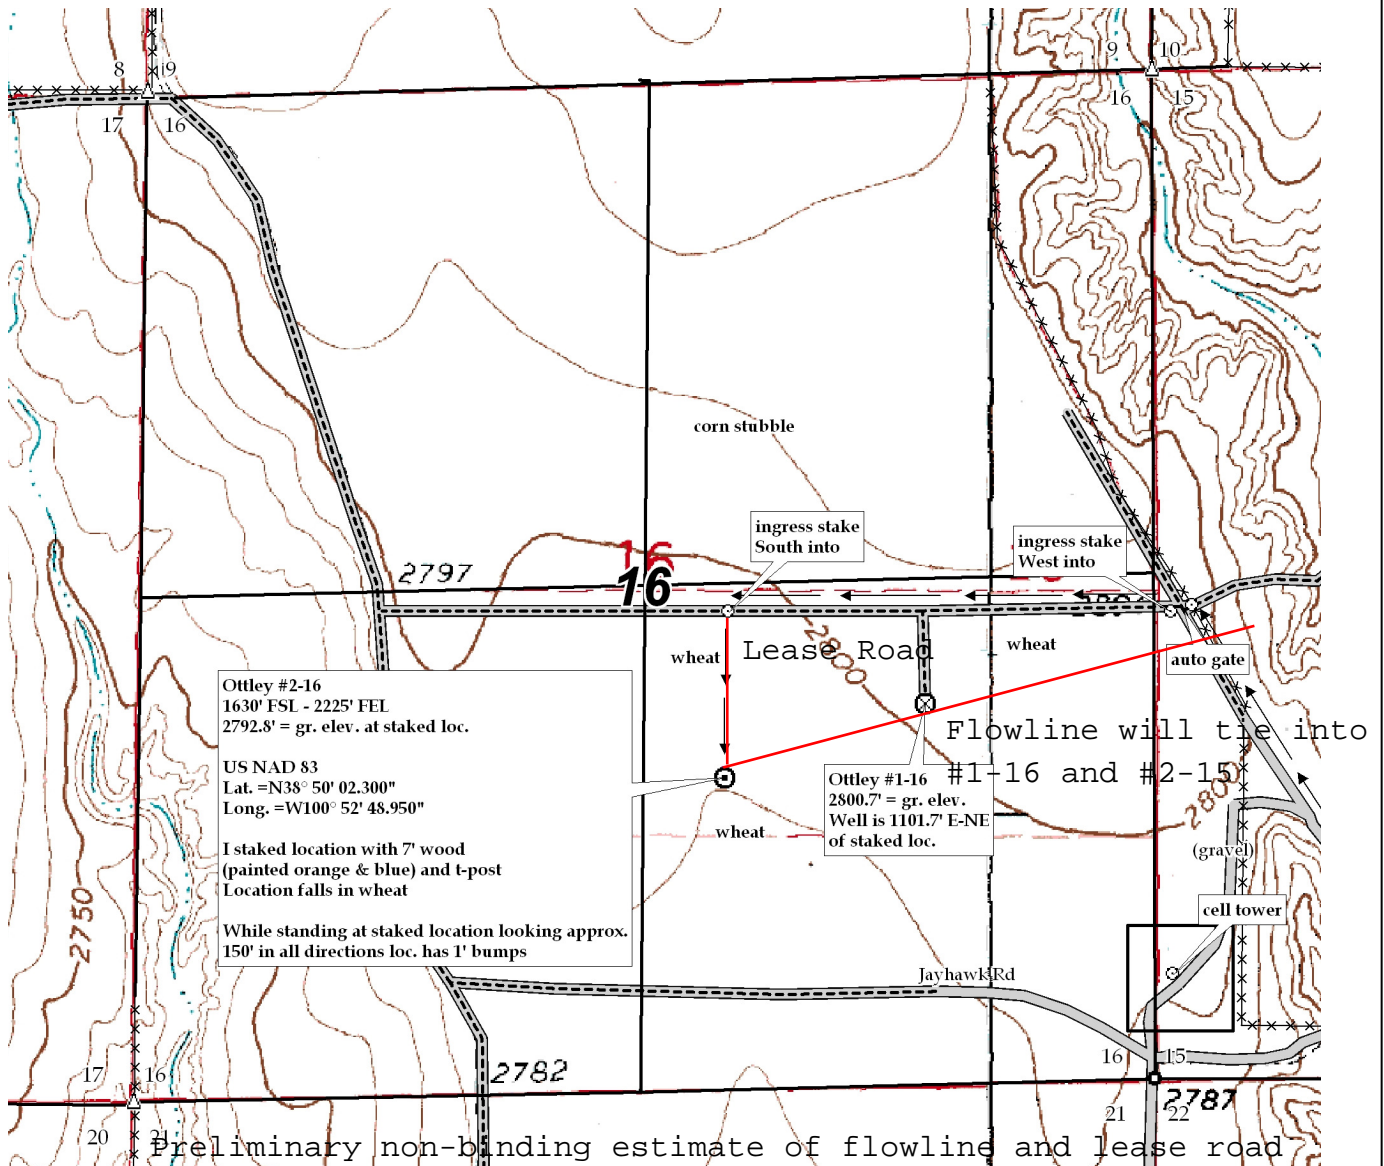 8 9
9 10
17 16
16 15
corn stubble
ingress stake
South into
ingress stake
West into
2797
16
16
wheat
Lease Road
wheat
2800
auto gate
Ottley #2-16
1630' FSL - 2225' FEL
2792.8' = gr. elev. at staked loc.
US NAD 83
Lat. =N38° 50' 02.300"
Long. =W100° 52' 48.950"
I staked location with 7' wood
(painted orange & blue) and t-post
Location falls in wheat
While standing at staked location looking approx.
150' in all directions loc. has 1' bumps
Flowline will tie into
#1-16 and #2-15
Ottley #1-16
2800.7' = gr. elev.
Well is 1101.7' E-NE
of staked loc.
wheat
2800
(gravel)
cell tower
2750
Jayhawk Rd
17 16
16 15
2782
2787
20 21
21 22
Preliminary non-binding estimate of flowline and lease road